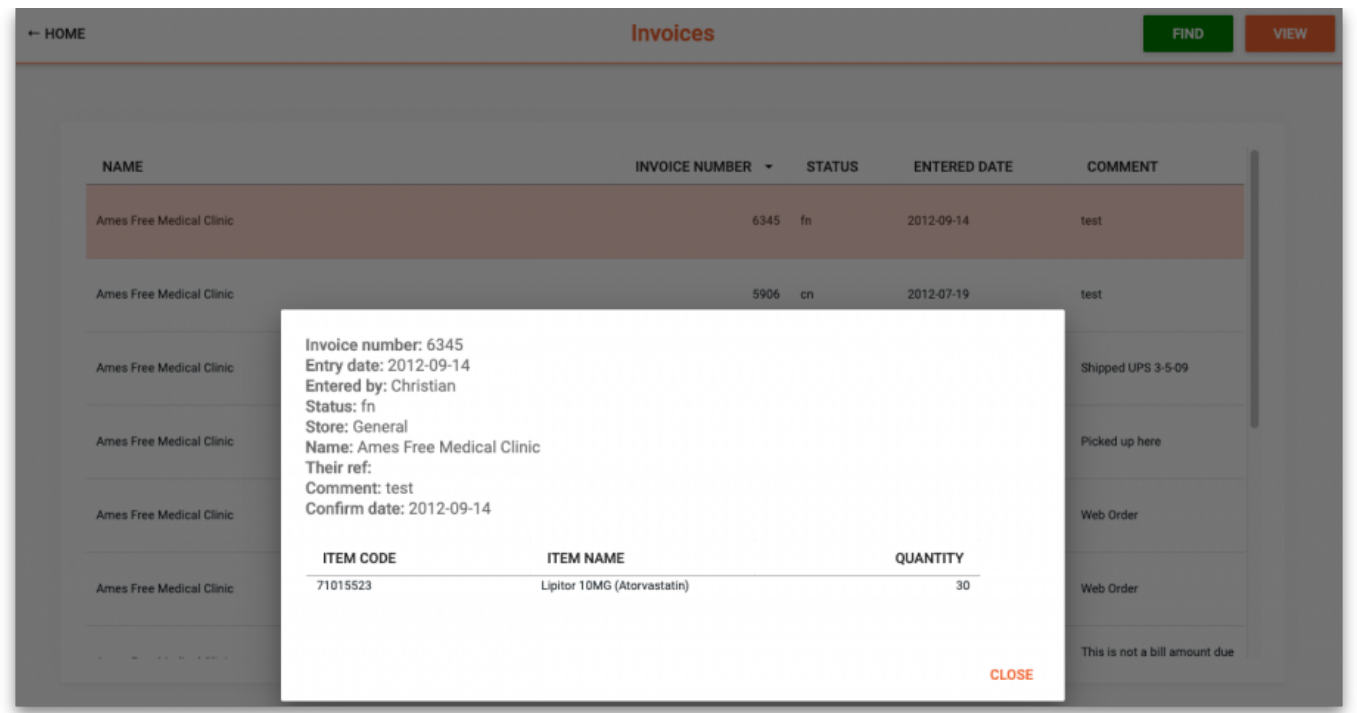 ← HOME Invoices FIND VIEW
NAME INVOICE NUMBER STATUS ENTERED DATE COMMENT
Ames Free Medical Clinic 6345 fn 2012-09-14 test
Ames Free Medical Clinic 5906 cn 2012-07-19 test
Ames Free Medical Clinic Shipped UPS 3-5-09
Ames Free Medical Clinic Picked up here
Ames Free Medical Clinic Web Order
Ames Free Medical Clinic Web Order
This is not a bill amount due
Invoice number: 6345
Entry date: 2012-09-14
Entered by: Christian
Status: fn
Store: General
Name: Ames Free Medical Clinic
Their ref:
Comment: test
Confirm date: 2012-09-14
ITEM CODE ITEM NAME QUANTITY
71015523 Lipitor 10MG (Atorvastatin) 30
CLOSE